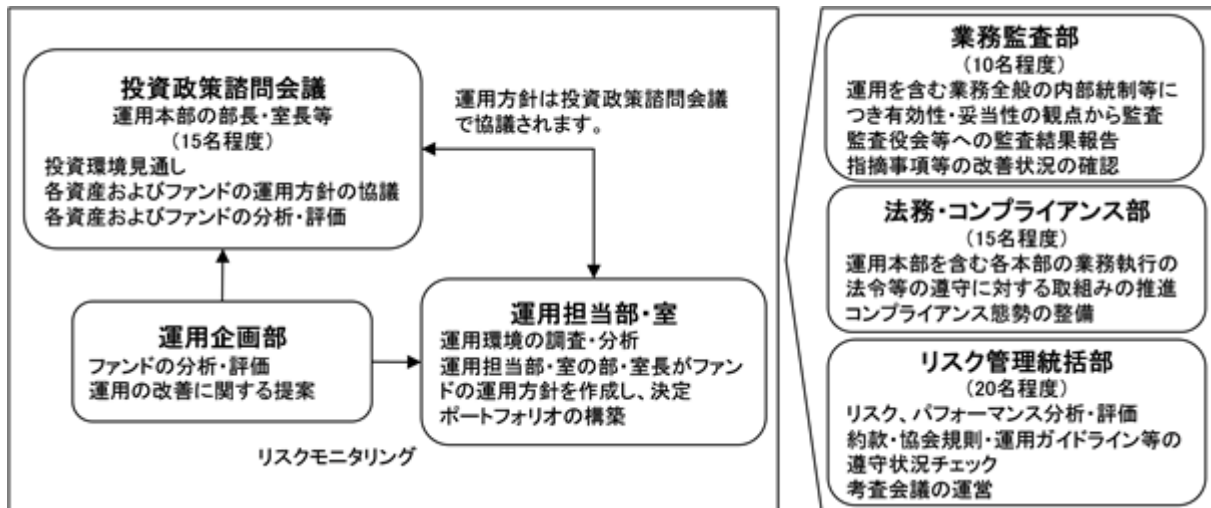 投資政策諮問会議
運用本部の部長・室長等
(15名程度)
投資環境見通し
各資産およびファンドの運用方針の協議
各資産およびファンドの分析・評価
運用方針は投資政策諮問会議
で協議されます。
運用企画部
ファンドの分析・評価
運用の改善に関する提案
運用担当部・室
運用環境の調査・分析
運用担当部・室の部・室長がファン
ドの運用方針を作成し、決定
ポートフォリオの構築
リスクモニタリング
業務監査部
(10名程度)
運用を含む業務全般の内部統制等に
つき有効性・妥当性の観点から監査
監査役会等への監査結果報告
指摘事項等の改善状況の確認
法務・コンプライアンス部
(15名程度)
運用本部を含む各本部の業務執行の
法令等の遵守に対する取組みの推進
コンプライアンス態勢の整備
リスク管理統括部
(20名程度)
リスク、パフォーマンス分析・評価
約款・協会規則・運用ガイドライン等の
遵守状況チェック
考査会議の運営